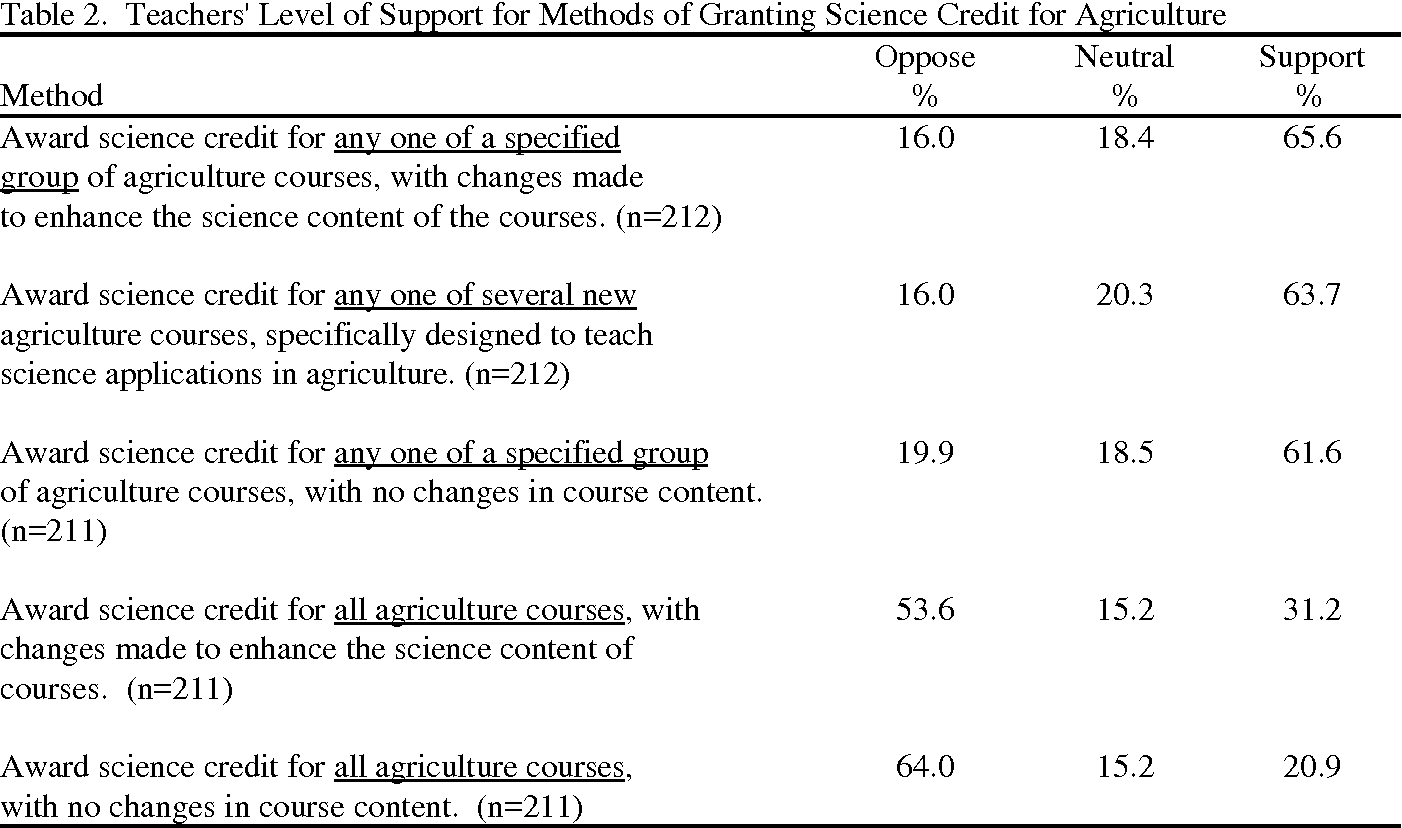 Table 2.  Teachers' Level of Support for Methods of Granting Science Credit for Agriculture
Oppose Neutral Support
Method % % %
Award science credit for any one of a specified 16.0 18.4 65.6
group of agriculture courses, with changes made
to enhance the science content of the courses. (n=212)
Award science credit for any one of several new 16.0 20.3 63.7
agriculture courses, specifically designed to teach
science applications in agriculture. (n=212)
Award science credit for any one of a specified group 19.9 18.5 61.6
of agriculture courses, with no changes in course content.
(n=211)
Award science credit for all agriculture courses, with 53.6 15.2 31.2
changes made to enhance the science content of
courses.  (n=211)
Award science credit for all agriculture courses, 64.0 15.2 20.9
with no changes in course content.  (n=211)